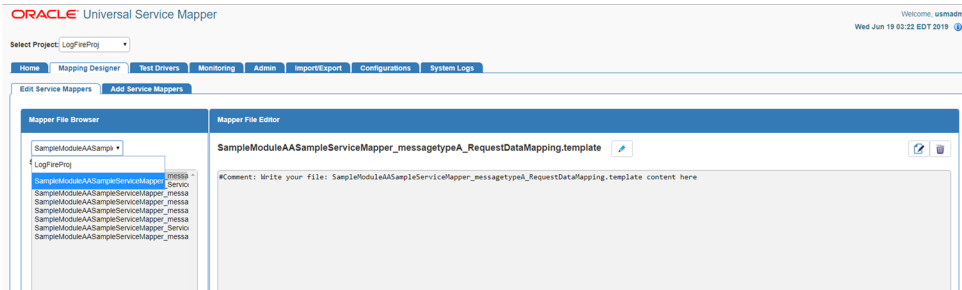 ORACLE Universal Service Mapper
Welcome, usmadm
Wed Jun 19 03:22 EDT 2019
Select Project: LogFireProj
Home Mapping Designer Test Drivers Monitoring Admin Import/Export Configurations System Logs
Edit Service Mappers Add Service Mappers
Mapper File Browser Mapper File Editor
SampleModuleAASampl
SampleModuleAASampleServiceMapper_messagetypeA_RequestDataMapping.template
LogFireProj
SampleModuleAASampleServiceMapper
_messa
_Servic
#Comment: Write your file: SampleModuleAASampleServiceMapper_messagetypeA_RequestDataMapping.template content here
SampleModuleAASampleServiceMapper_messa
SampleModuleAASampleServiceMapper_messa
SampleModuleAASampleServiceMapper_messa
SampleModuleAASampleServiceMapper_messa
SampleModuleAASampleServiceMapper_Servic
SampleModuleAASampleServiceMapper_messa